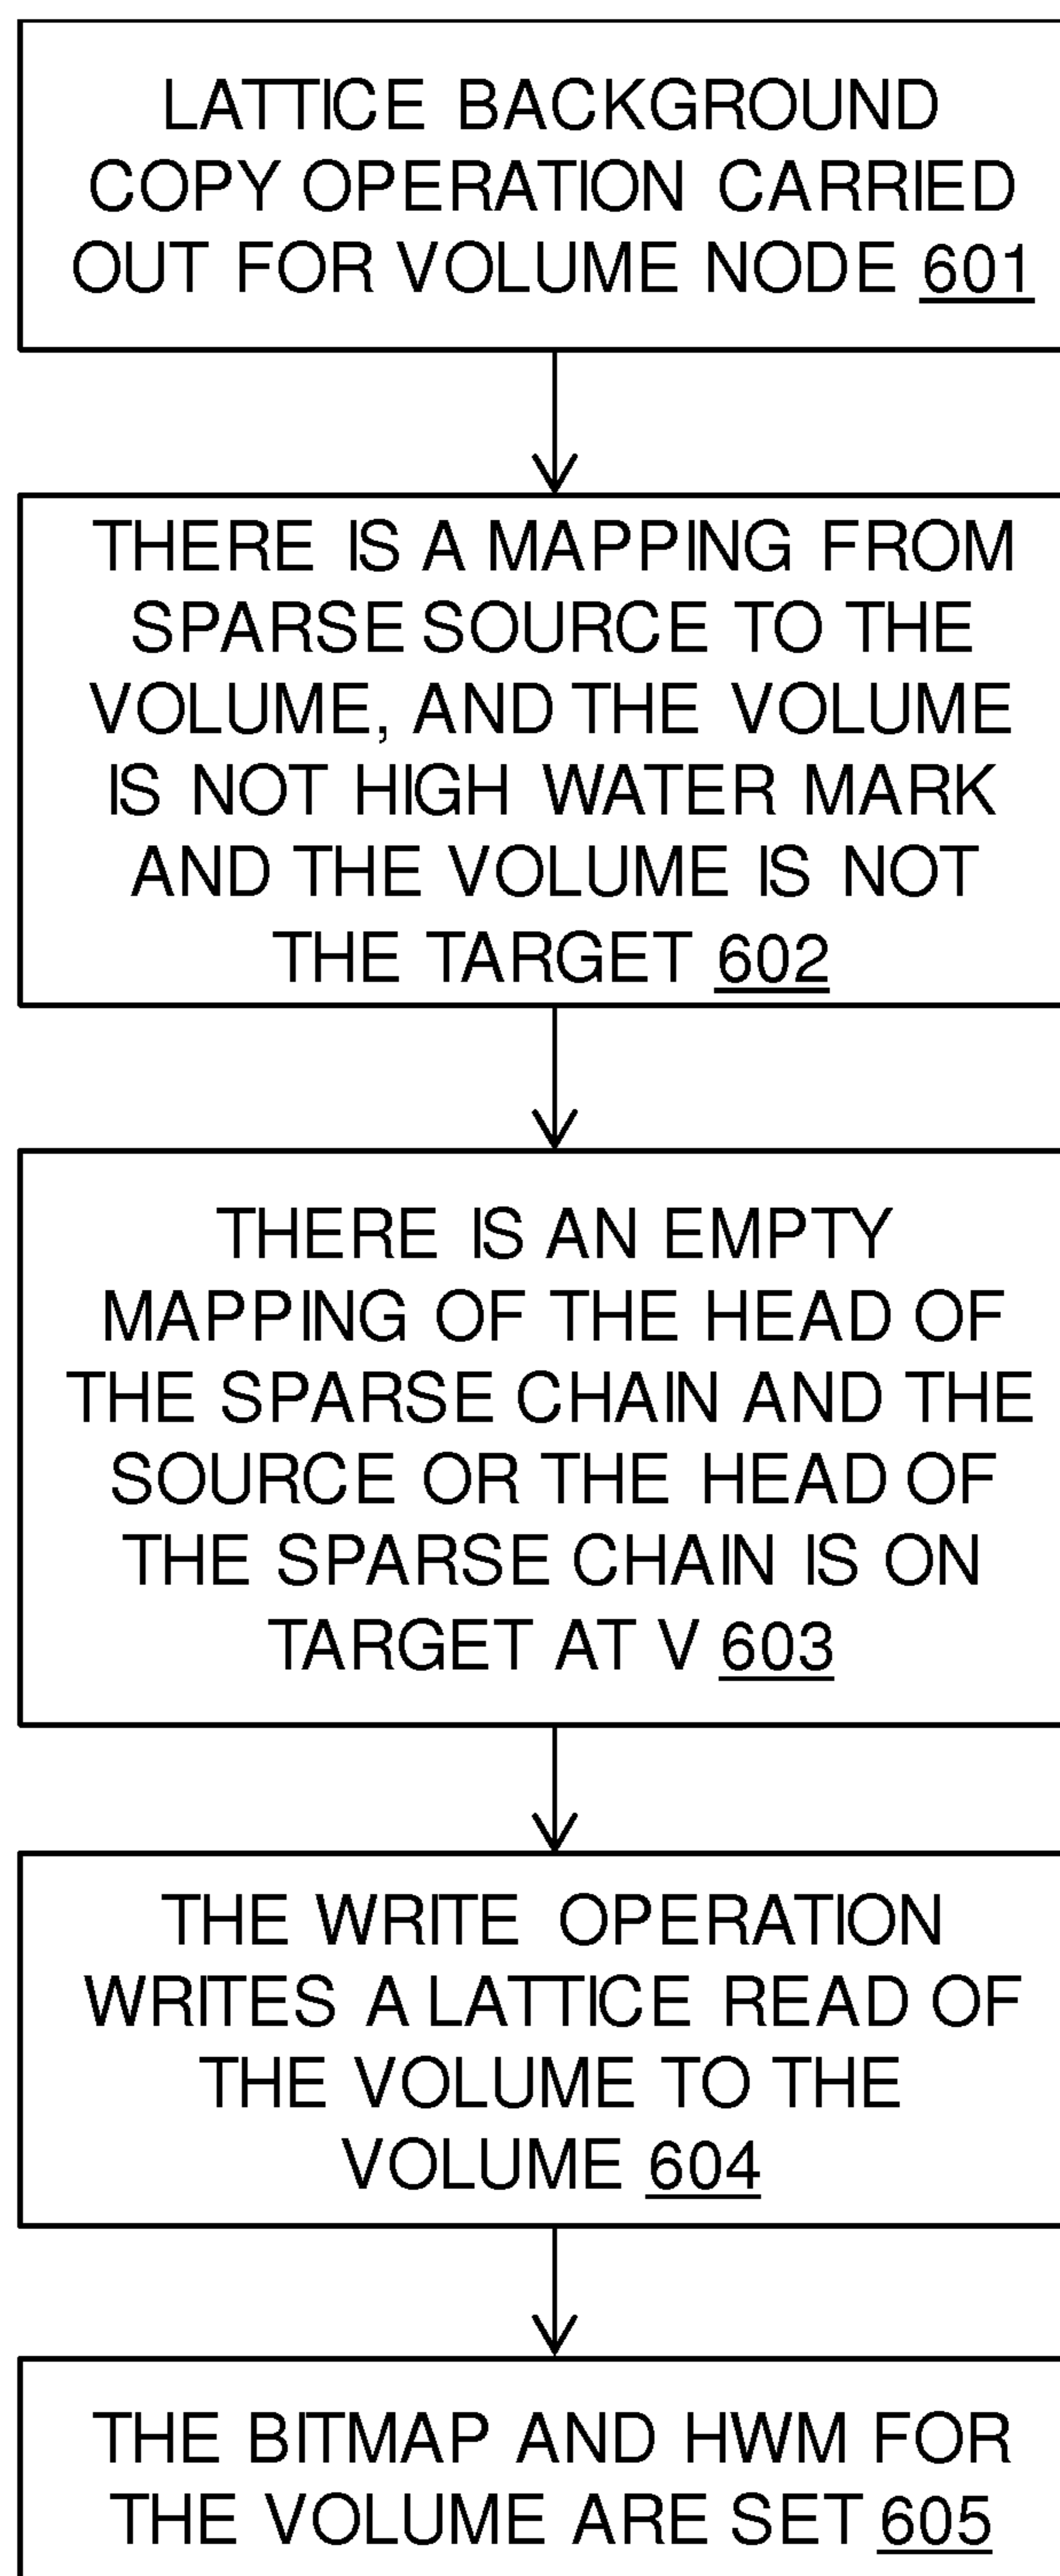 LATTICE BACKGROUND
COPY OPERATION CARRIED
OUT FOR VOLUME NODE 601
THERE IS A MAPPING FROM
SPARSE SOURCE TO THE
VOLUME, AND THE VOLUME
IS NOT HIGH WATER MARK
AND THE VOLUME IS NOT
THE TARGET 602
THERE IS AN EMPTY
MAPPING OF THE HEAD OF
THE SPARSE CHAIN AND THE
SOURCE OR THE HEAD OF
THE SPARSE CHAIN IS ON
TARGET AT V 603
THE WRITE OPERATION
WRITES A LATTICE READ OF
THE VOLUME TO THE
VOLUME 604
THE BITMAP AND HWM FOR
THE VOLUME ARE SET 605